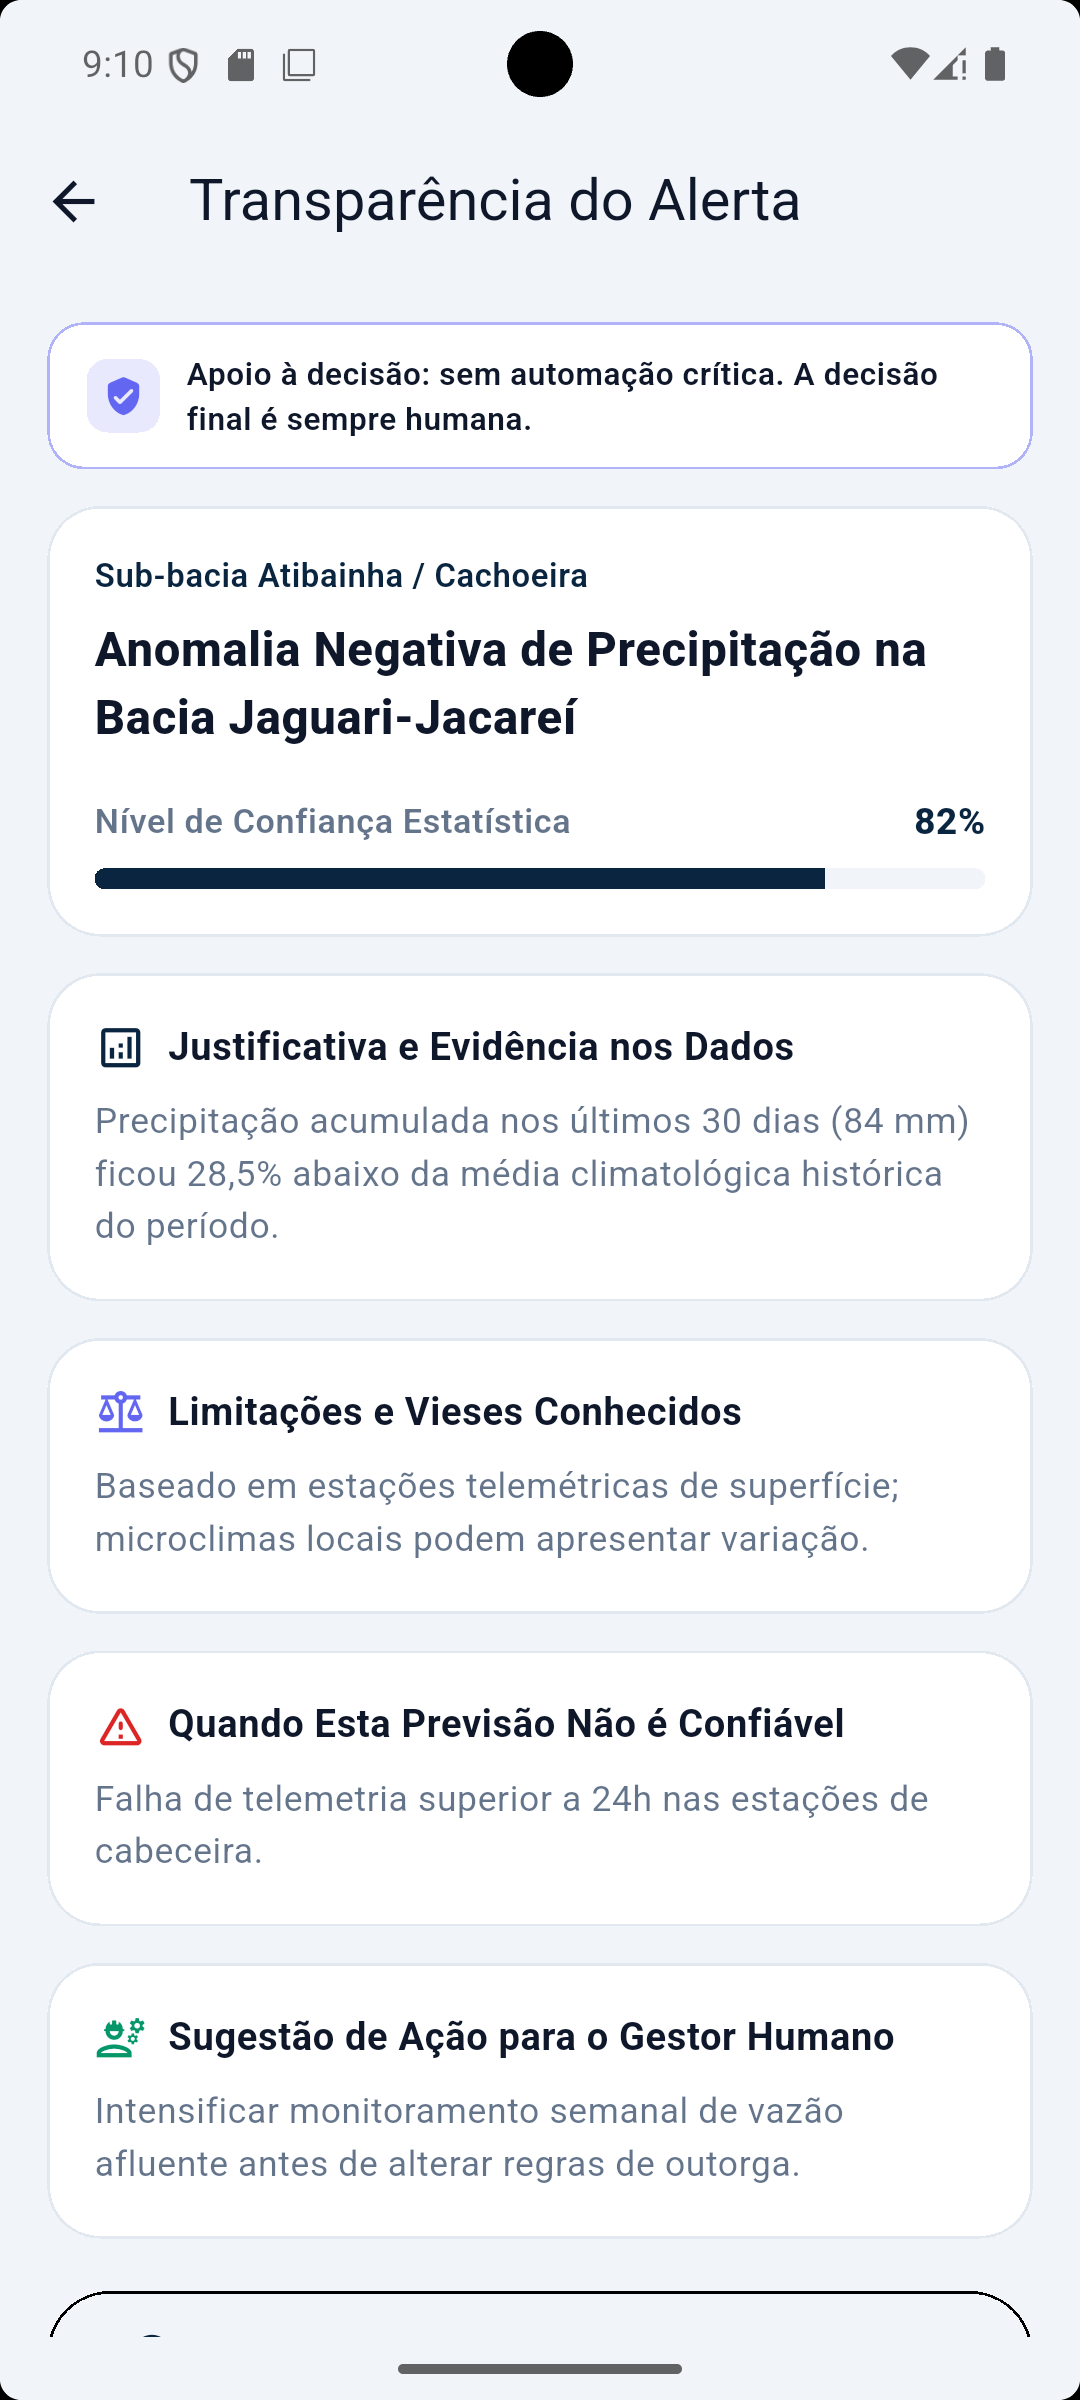 9:10
Transparência do Alerta
Apoio à decisão: sem automação crítica. A decisão
final é sempre humana.
Sub-bacia Atibainha / Cachoeira
Anomalia Negativa de Precipitação na
Bacia Jaguari-Jacareí
Nível de Confiança Estatística 82%
Justificativa e Evidência nos Dados
Precipitação acumulada nos últimos 30 dias (84 mm)
ficou 28,5% abaixo da média climatológica histórica
do período.
Limitações e Vieses Conhecidos
Baseado em estações telemétricas de superfície;
microclimas locais podem apresentar variação.
Quando Esta Previsão Não é Confiável
Falha de telemetria superior a 24h nas estações de
cabeceira.
Sugestão de Ação para o Gestor Humano
Intensificar monitoramento semanal de vazão
afluente antes de alterar regras de outorga.